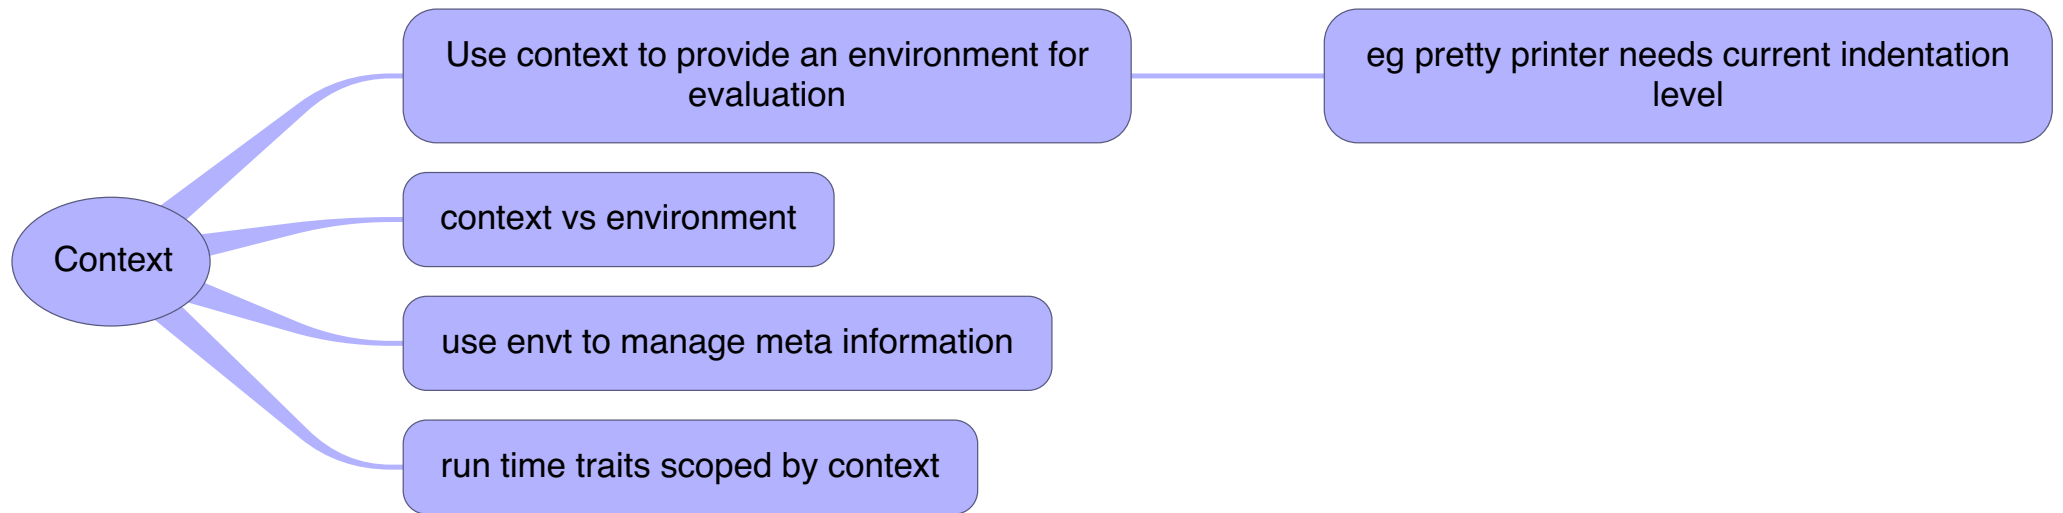 Use context to provide an environment for
evaluation
eg pretty printer needs current indentation
level
context vs environment
Context
use envt to manage meta information
run time traits scoped by context